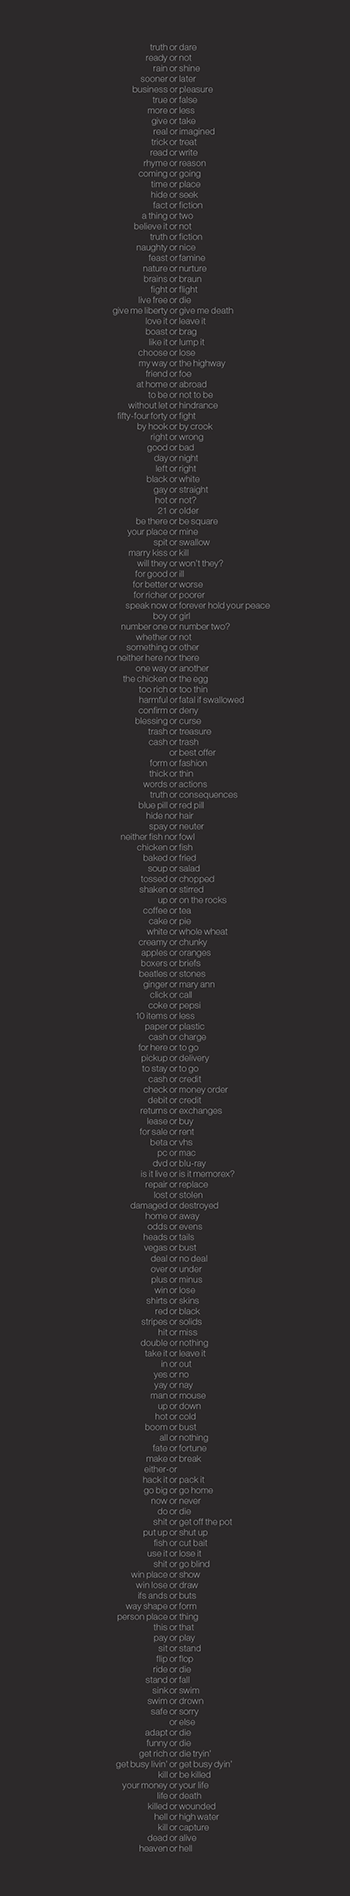 truth or dare
ready or not
rain or shine
sooner or later
business or pleasure
true or false
more or less
give or take
real or imagined
trick or treat
read or write
rhyme or reason
coming or going
time or place
hide or seek
fact or fiction
a thing or two
believe it or not
truth or fiction
naughty or nice
feast or famine
nature or nurture
brains or braun
fight or flight
live free or die
give me liberty or give me death
love it or leave it
boast or brag
like it or lump it
choose or lose
my way or the highway
friend or foe
at home or abroad
to be or not to be
without let or hindrance
fifty-four forty or fight
by hook or by crook
right or wrong
good or bad
day or night
left or right
black or white
gay or straight
hot or not?
21 or older
be there or be square
your place or mine
spit or swallow
marry kiss or kill
will they or won't they?
for good or ill
for better or worse
for richer or poorer
speak now or forever hold your peace
boy or girl
number one or number two?
whether or not
something or other
neither here nor there
one way or another
the chicken or the egg
too rich or too thin
harmful or fatal if swallowed
confirm or deny
blessing or curse
trash or treasure
cash or trash
or best offer
form or fashion
thick or thin
words or actions
truth or consequences
blue pill or red pill
hide nor hair
spay or neuter
neither fish nor fowl
chicken or fish
baked or fried
soup or salad
tossed or chopped
shaken or stirred
up or on the rocks
coffee or tea
cake or pie
white or whole wheat
creamy or chunky
apples or oranges
boxers or briefs
beatles or stones
ginger or mary ann
click or call
coke or pepsi
10 items or less
paper or plastic
cash or charge
for here or to go
pickup or delivery
to stay or to go
cash or credit
check or money order
debit or credit
returns or exchanges
lease or buy
for sale or rent
beta or vhs
pc or mac
dvd or blu-ray
is it live or is it memorex?
repair or replace
lost or stolen
damaged or destroyed
home or away
odds or evens
heads or tails
vegas or bust
deal or no deal
over or under
plus or minus
win or lose
shirts or skins
red or black
stripes or solids
hit or miss
double or nothing
take it or leave it
in or out
yes or no
yay or nay
man or mouse
up or down
hot or cold
boom or bust
all or nothing
fate or fortune
make or break
either-or
hack it or pack it
go big or go home
now or never
do or die
shit or get off the pot
put up or shut up
fish or cut bait
use it or lose it
shit or go blind
win place or show
win lose or draw
ifs ands or buts
way shape or form
person place or thing
this or that
pay or play
sit or stand
flip or flop
ride or die
stand or fall
sink or swim
swim or drown
safe or sorry
or else
adapt or die
funny or die
get rich or die tryin'
get busy livin' or get busy dyin'
kill or be killed
your money or your life
life or death
killed or wounded
hell or high water
kill or capture
dead or alive
heaven or hell